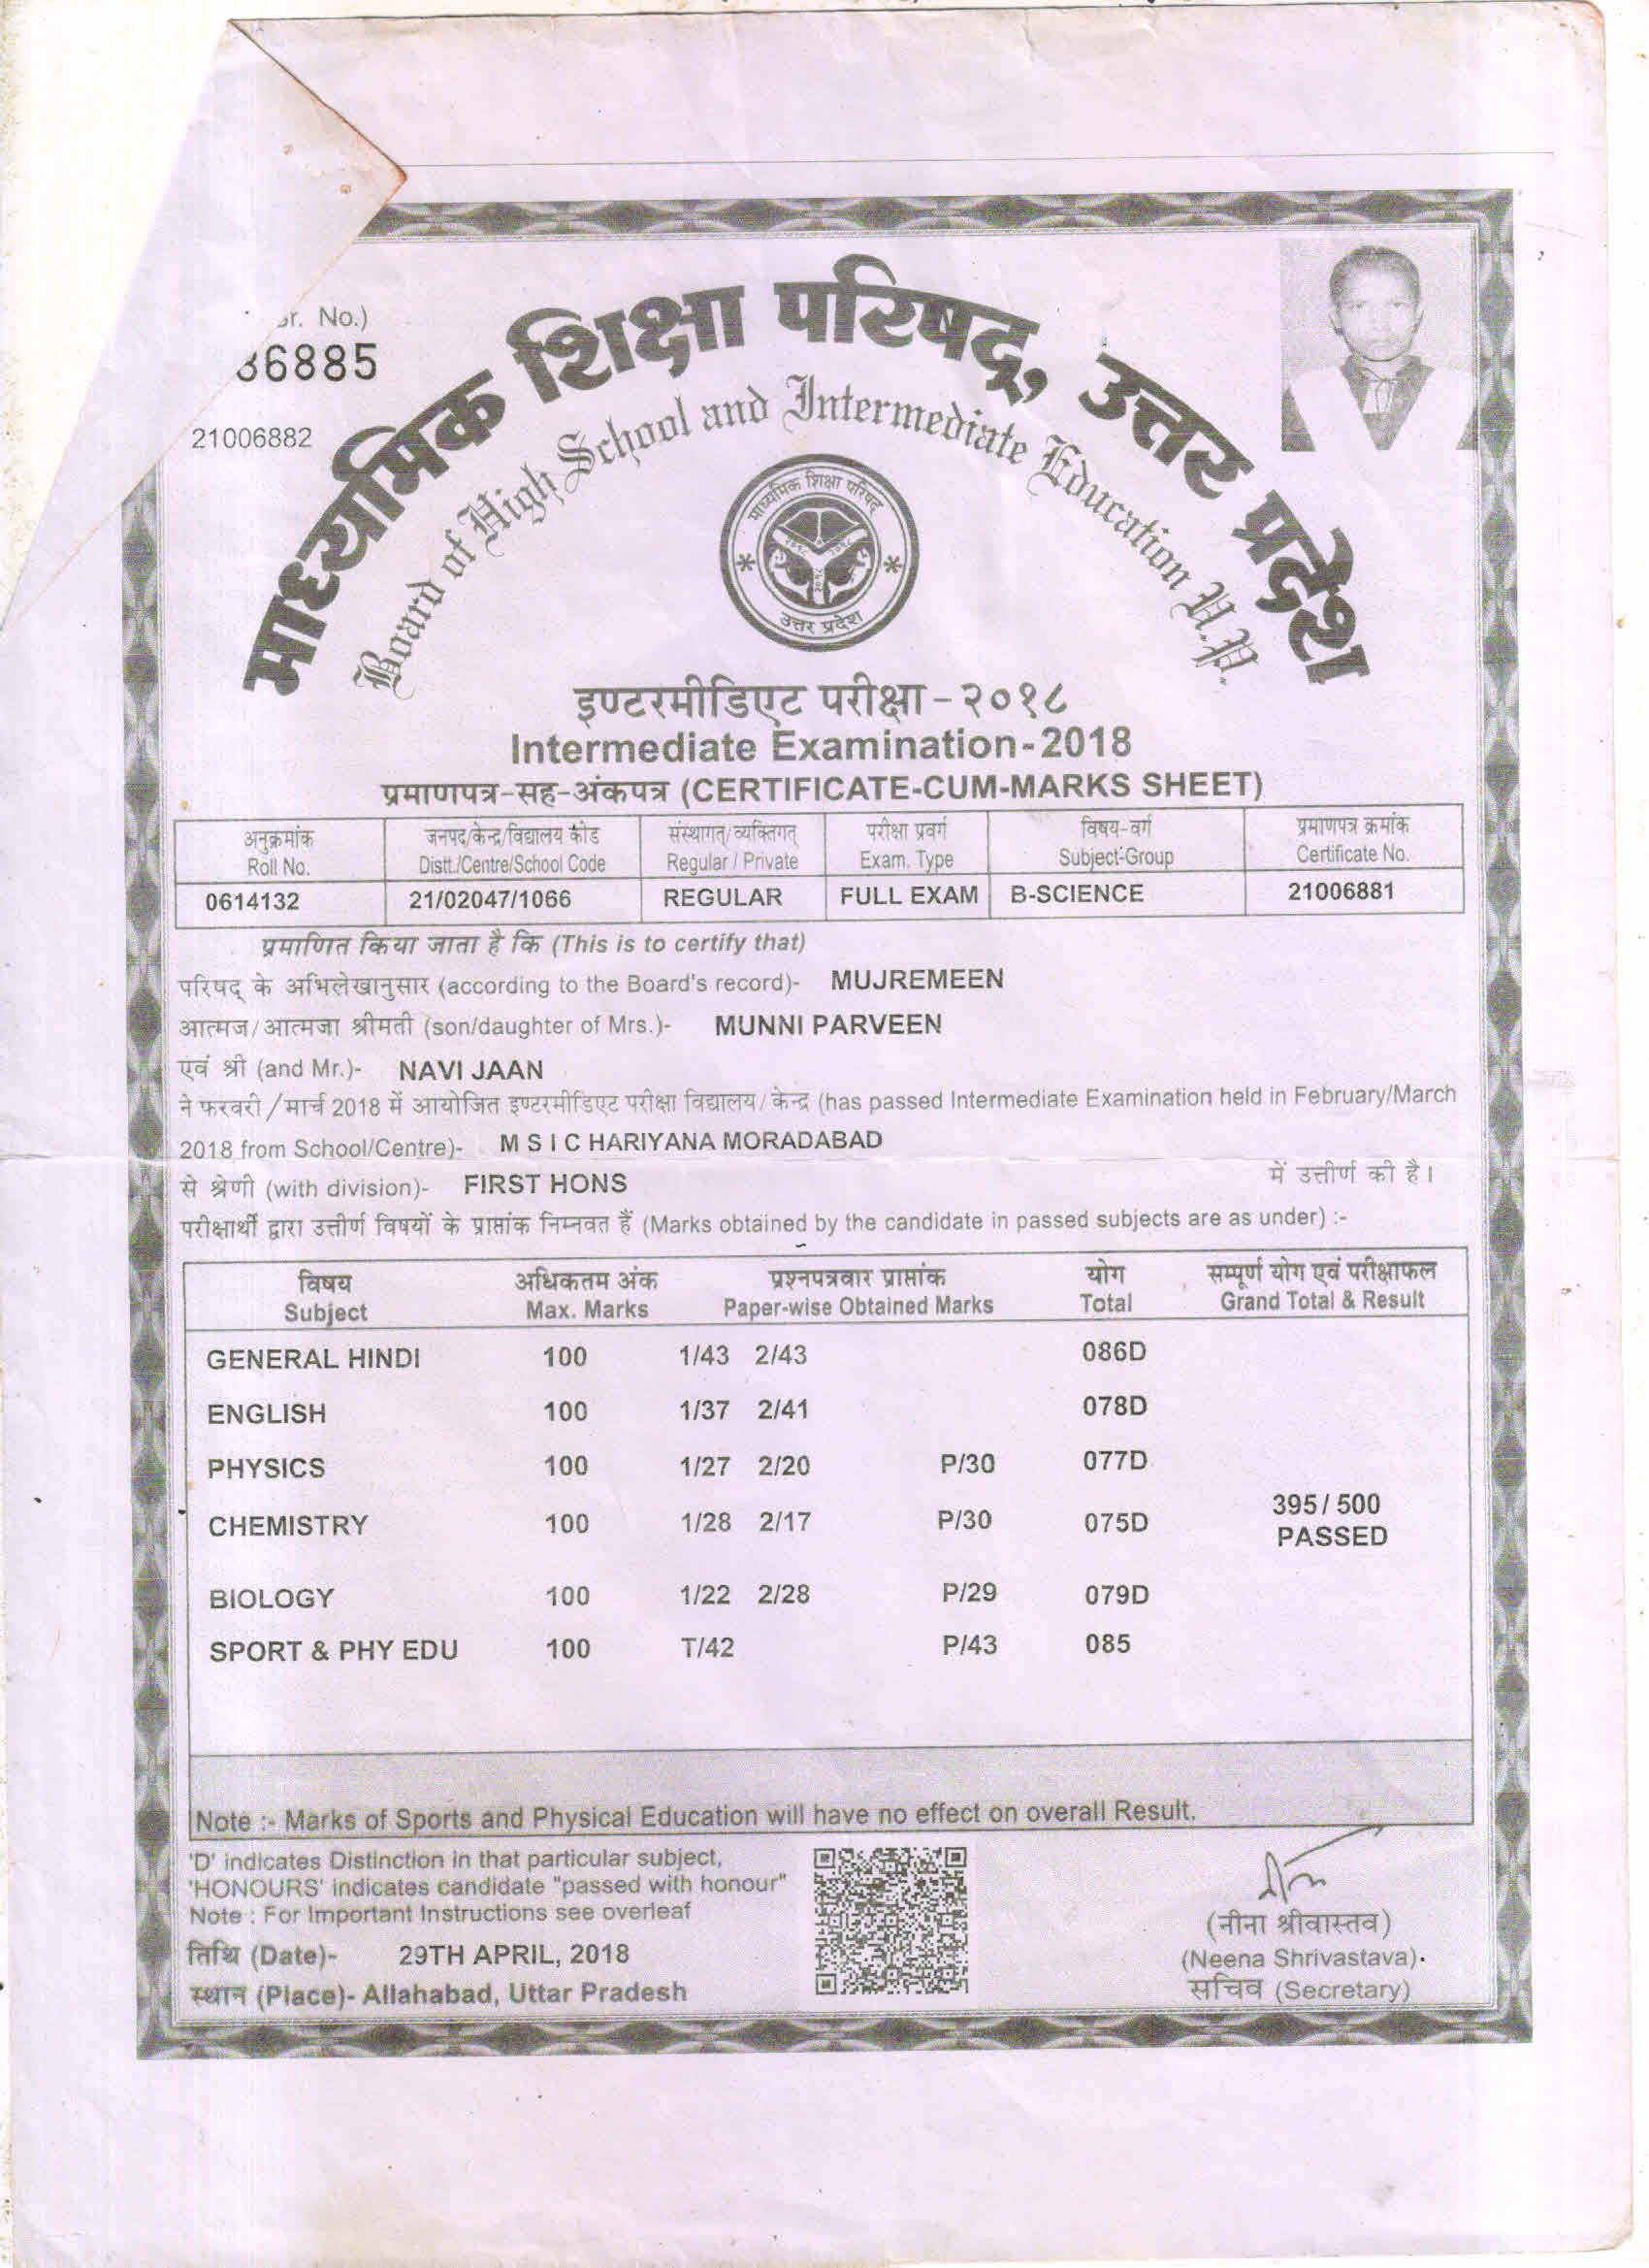 No.)
6885
21006882
माध्यमिक शिक्षा परिषद्, उत्तर प्रदेश
Board of High School and Intermediate Education U.P.
माध्यमिक शिक्षा परिषद
उत्तर प्रदेश
इण्टरमीडिएट परीक्षा - २०१८
Intermediate Examination - 2018
प्रमाणपत्र-सह-अंकपत्र (CERTIFICATE-CUM-MARKS SHEET)
अनुक्रमांक जनपद/केन्द्र/विद्यालय कोड संस्थागत्/व्यक्तिगत् परीक्षा प्रवर्ग विषय-वर्ग प्रमाणपत्र क्रमांक
Roll No. Distt./Centre/School Code Regular / Private Exam. Type Subject-Group Certificate No.
0614132 21/02047/1066 REGULAR FULL EXAM B-SCIENCE 21006881
प्रमाणित किया जाता है कि (This is to certify that)
परिषद् के अभिलेखानुसार (according to the Board's record)- MUJREMEEN
आत्मज/आत्मजा श्रीमती (son/daughter of Mrs.)- MUNNI PARVEEN
एवं श्री (and Mr.)- NAVI JAAN
ने फरवरी/मार्च 2018 में आयोजित इण्टरमीडिएट परीक्षा विद्यालय/केन्द्र (has passed Intermediate Examination held in February/March
2018 from School/Centre)- M S I C HARIYANA MORADABAD
से श्रेणी (with division)- FIRST HONS में उत्तीर्ण की है।
परीक्षार्थी द्वारा उत्तीर्ण विषयों के प्राप्तांक निम्नवत हैं (Marks obtained by the candidate in passed subjects are as under) :-
विषय अधिकतम अंक प्रश्नपत्रवार प्राप्तांक योग सम्पूर्ण योग एवं परीक्षाफल
Subject Max. Marks Paper-wise Obtained Marks Total Grand Total & Result
GENERAL HINDI 100 1/43 2/43 086D
ENGLISH 100 1/37 2/41 078D
PHYSICS 100 1/27 2/20 P/30 077D
395 / 500
CHEMISTRY 100 1/28 2/17 P/30 075D
PASSED
BIOLOGY 100 1/22 2/28 P/29 079D
SPORT & PHY EDU 100 T/42 P/43 085
Note :- Marks of Sports and Physical Education will have no effect on overall Result.
'D' indicates Distinction in that particular subject,
'HONOURS' indicates candidate "passed with honour"
Note : For Important Instructions see overleaf
तिथि (Date)- 29TH APRIL, 2018
स्थान (Place)- Allahabad, Uttar Pradesh
(नीना श्रीवास्तव)
(Neena Shrivastava)
सचिव (Secretary)